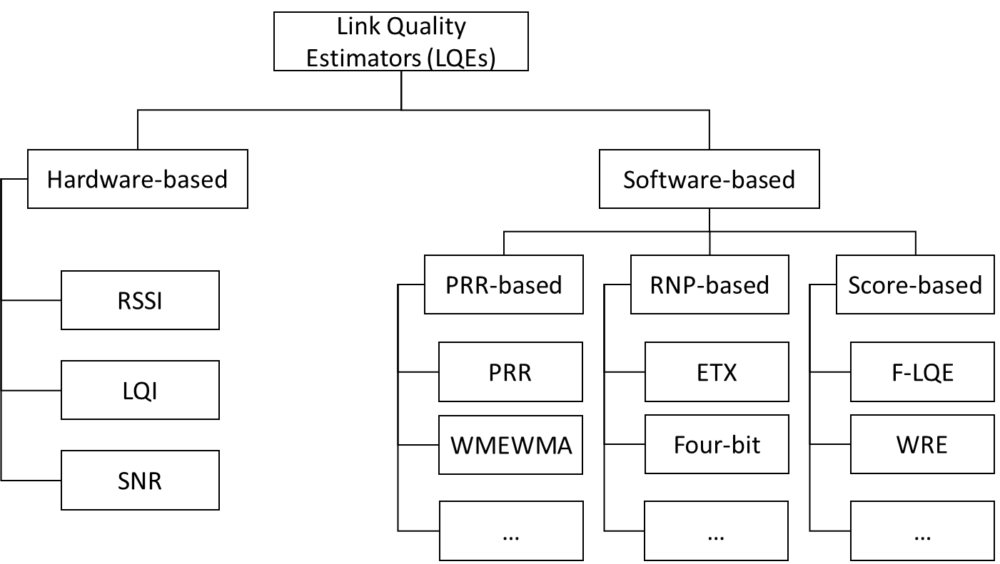 Link Quality
Estimators (LQEs)
Hardware-based
Software-based
RSSI
LQI
SNR
PRR-based
RNP-based
Score-based
PRR
ETX
F-LQE
WMEWMA
Four-bit
WRE
...
...
...